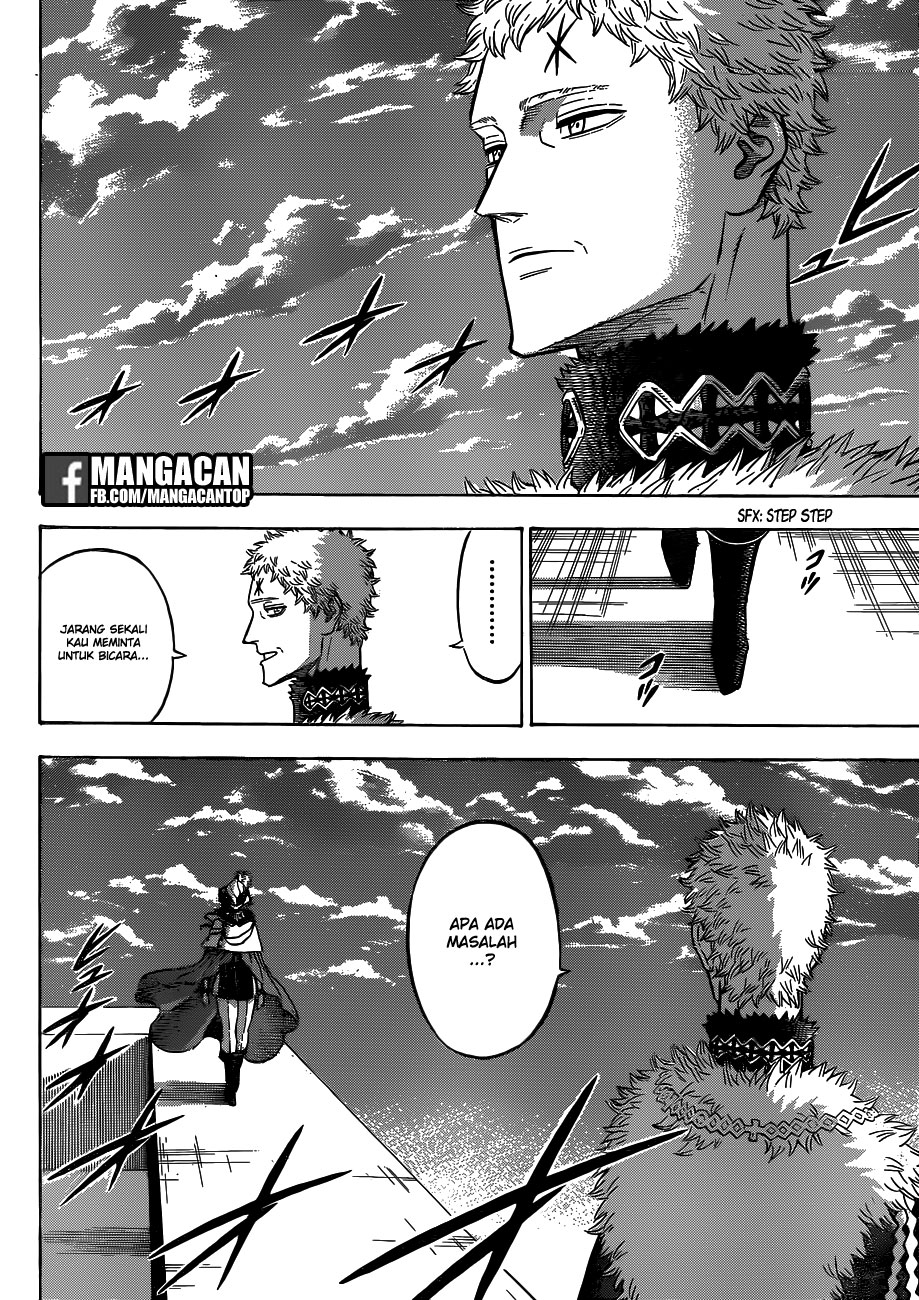 f MANGACAN
FB.COM/MANGACANTOP
SFX: STEP STEP
.........
JARANG SEKALI
KAU MEMINTA
UNTUK BICARA...
APA ADA
MASALAH
...?